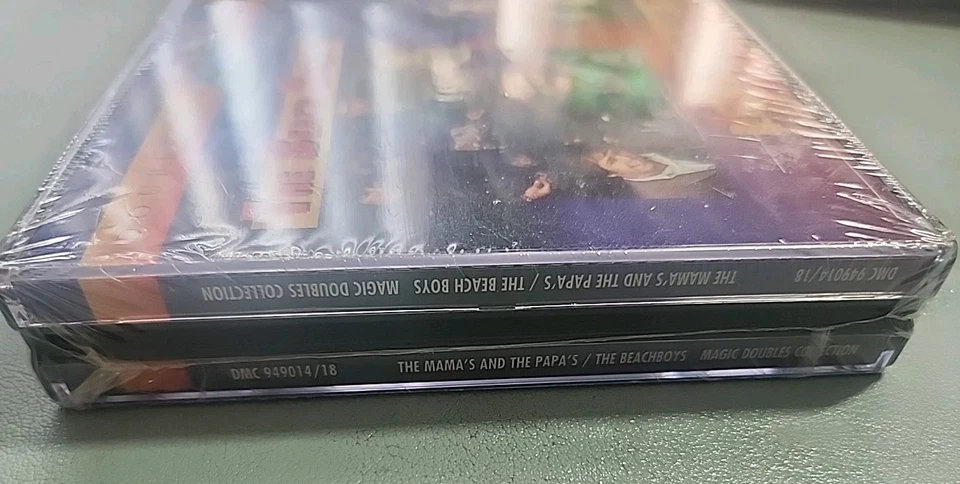 DMC 949014/18 THE MAMA'S AND THE PAPA'S / THE BEACH BOYS MAGIC DOUBLES COLLECTION
DMC 949014/18 THE MAMA'S AND THE PAPA'S / THE BEACHBOYS MAGIC DOUBLES COLLECTION